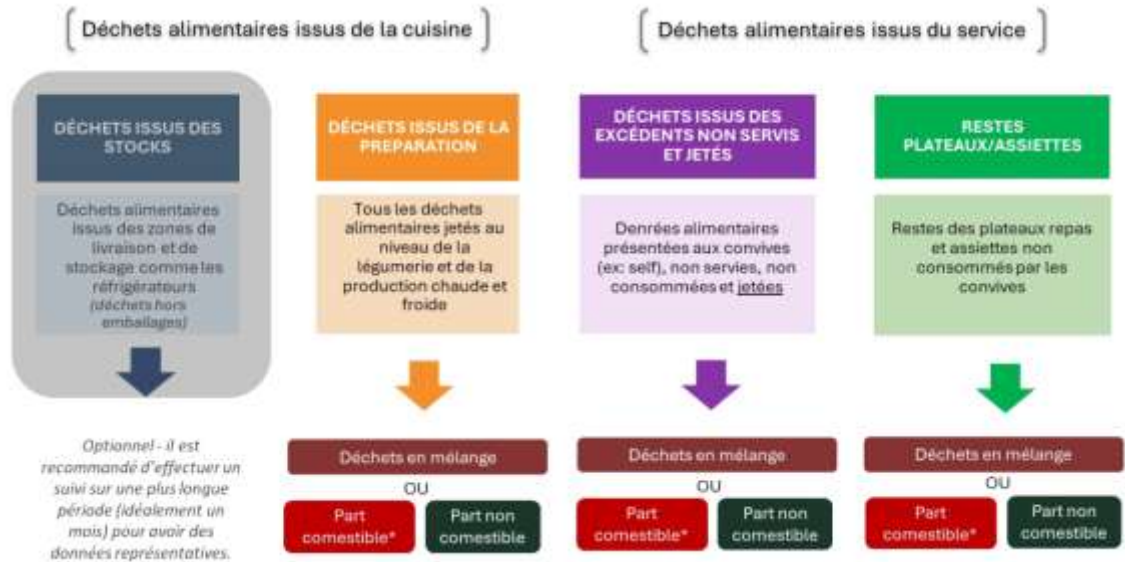 Déchets alimentaires issus de la cuisine
Déchets alimentaires issus du service
DÉCHETS ISSUS DES
STOCKS
Déchets alimentaires
issus des zones de
livraison et de
stockage comme les
réfrigérateurs
(déchets hors
emballages)
Optionnel - il est
recommandé d'effectuer un
suivi sur une plus longue
période (idéalement un
mois) pour avoir des
données représentatives.
DÉCHETS ISSUS DE LA
PREPARATION
Tous les déchets
alimentaires jetés au
niveau de la
légumerie et de la
production chaude et
froide
Déchets en mélange
OU
Part
comestible*
Part non
comestible
DÉCHETS ISSUS DES
EXCÉDENTS NON SERVIS
ET JETÉS
Denrées alimentaires
présentées aux convives
(ex: self), non servies, non
consommées et jetées
Déchets en mélange
OU
Part
comestible*
Part non
comestible
RESTES
PLATEAUX/ASSIETTES
Restes des plateaux repas
et assiettes non
consommés par les
convives
Déchets en mélange
OU
Part
comestible*
Part non
comestible